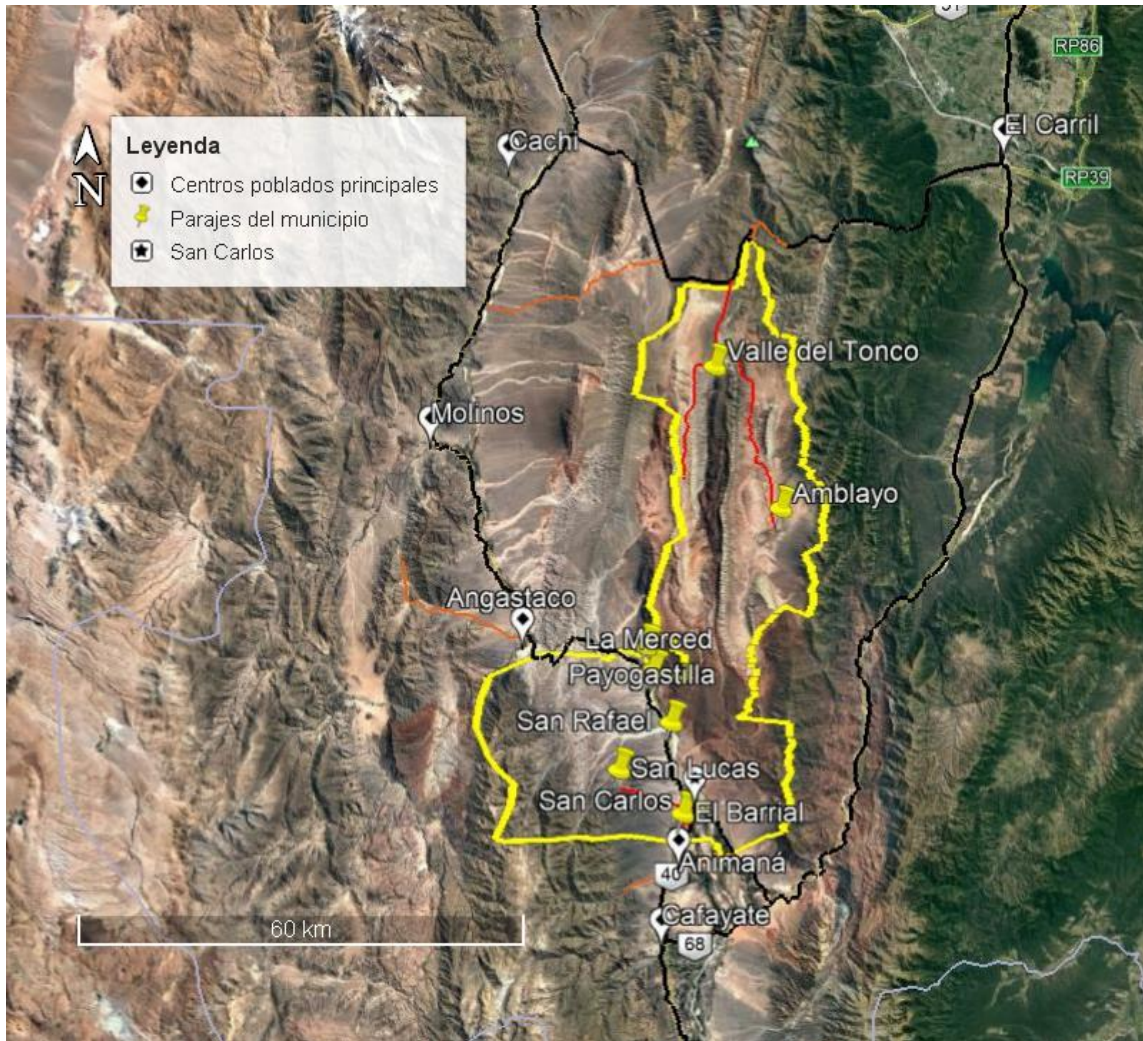 51
RP86
El Carril
RP39
Cachi
Leyenda
N
Centros poblados principales
Parajes del municipio
San Carlos
Valle del Tonco
Molinos
Amblayo
Angastaco
La Merced
Payogastilla
San Rafael
San Lucas
San Carlos
El Barrial
Animaná
40
Cafayate
68
60 km